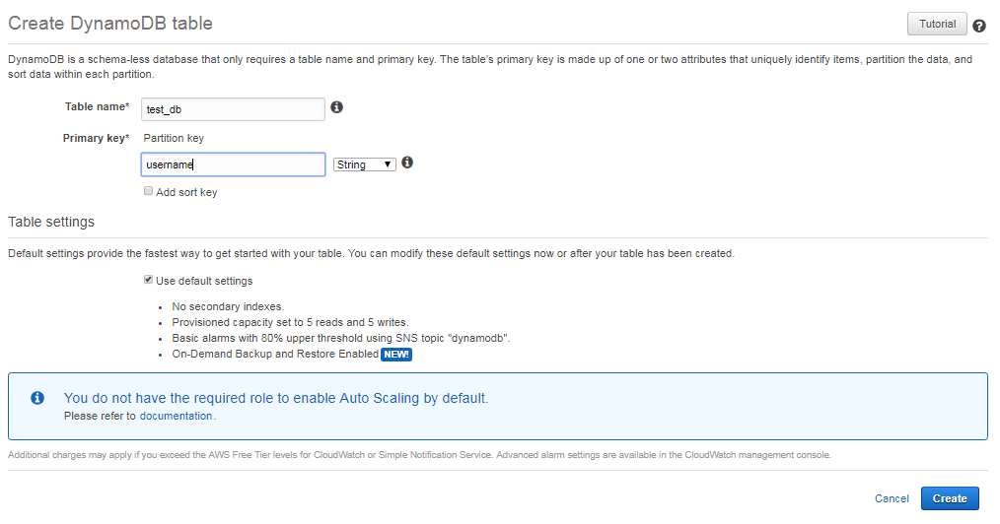 Create DynamoDB table
Tutorial
?
DynamoDB is a schema-less database that only requires a table name and primary key. The table's primary key is made up of one or two attributes that uniquely identify items, partition the data, and
sort data within each partition.
Table name* test_db
Primary key* Partition key
username String
Add sort key
Table settings
Default settings provide the fastest way to get started with your table. You can modify these default settings now or after your table has been created.
Use default settings
• No secondary indexes.
• Provisioned capacity set to 5 reads and 5 writes.
• Basic alarms with 80% upper threshold using SNS topic "dynamodb".
• On-Demand Backup and Restore Enabled NEW!
You do not have the required role to enable Auto Scaling by default.
Please refer to documentation.
Additional charges may apply if you exceed the AWS Free Tier levels for CloudWatch or Simple Notification Service. Advanced alarm settings are available in the CloudWatch management console.
Cancel Create